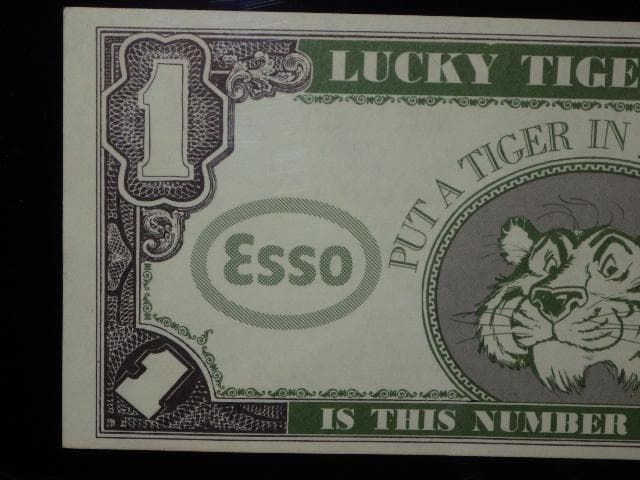 1
LUCKY TIGE
PUT A TIGER IN
Esso
1
IS THIS NUMBER